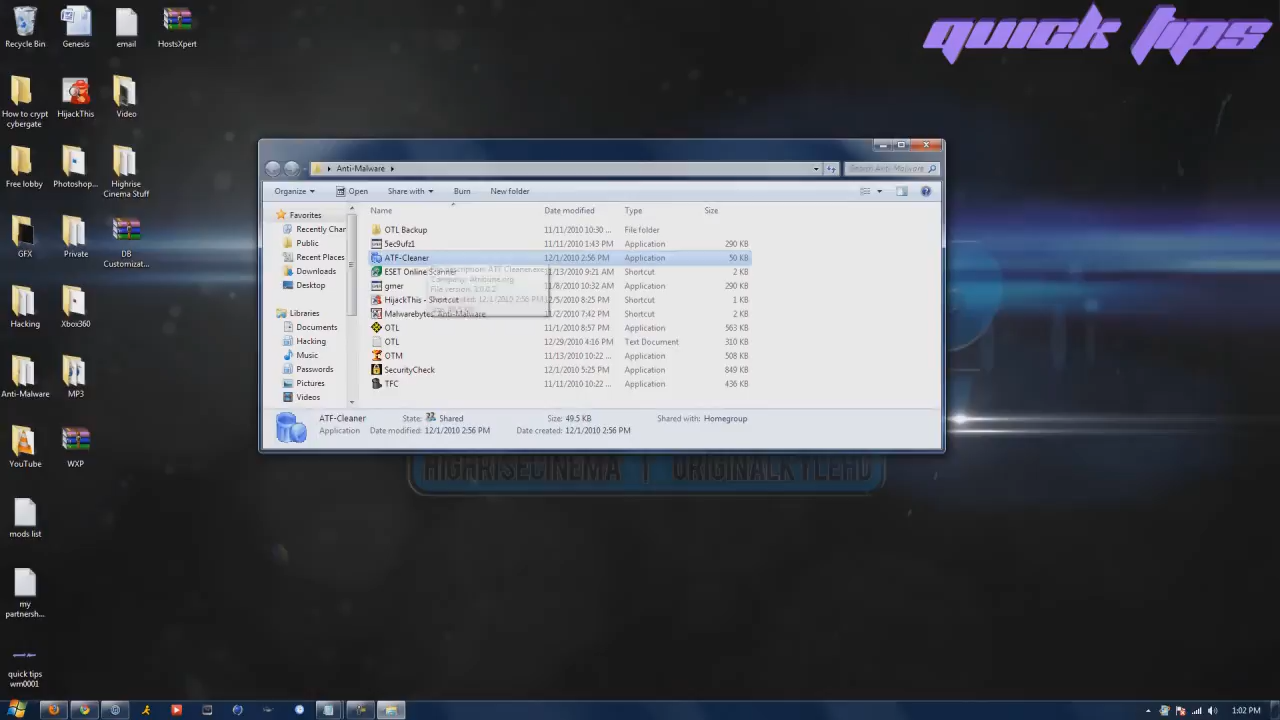 Recycle Bin
Genesis
email
HostsXpert
QUICK TIPS
How to crypt
cybergate
HijackThis
Video
Free lobby
Photoshop...
Highrise
Cinema Stuff
GFX
Private
DB
Customizat...
Hacking
Xbox360
Anti-Malware
MP3
YouTube
WXP
mods list
my
partnersh...
quick tips
wm0001
Anti-Malware
Search Anti-Malware
Organize
Open
Share with
Burn
New folder
Favorites
Recently Char
Public
Recent Places
Downloads
Desktop
Libraries
Documents
Hacking
Music
Passwords
Pictures
Videos
Name
Date modified
Type
Size
OTL Backup
11/11/2010 10:30 ...
File folder
5ec9ufz1
11/11/2010 1:43 PM
Application
290 KB
ATF-Cleaner
12/1/2010 2:56 PM
Application
50 KB
ESET Online Scanner
11/13/2010 9:21 AM
Shortcut
2 KB
gmer
11/8/2010 10:32 AM
Application
290 KB
HijackThis - Shortcut
12/5/2010 8:25 PM
Shortcut
1 KB
Malwarebytes' Anti-Malware
11/2/2010 7:42 PM
Shortcut
2 KB
OTL
11/1/2010 8:57 PM
Application
563 KB
OTL
12/29/2010 4:16 PM
Text Document
310 KB
OTM
11/13/2010 10:22 ...
Application
508 KB
SecurityCheck
12/1/2010 5:25 PM
Application
849 KB
TFC
11/11/2010 10:22 ...
Application
436 KB
Company: Atribune.org
ATF-Cleaner
State:
Shared
Size: 49.5 KB
Shared with: Homegroup
Application
Date modified: 12/1/2010 2:56 PM
Date created: 12/1/2010 2:56 PM
HIGHRISECINEMA | ORIGINALKYLEHD
1:02 PM